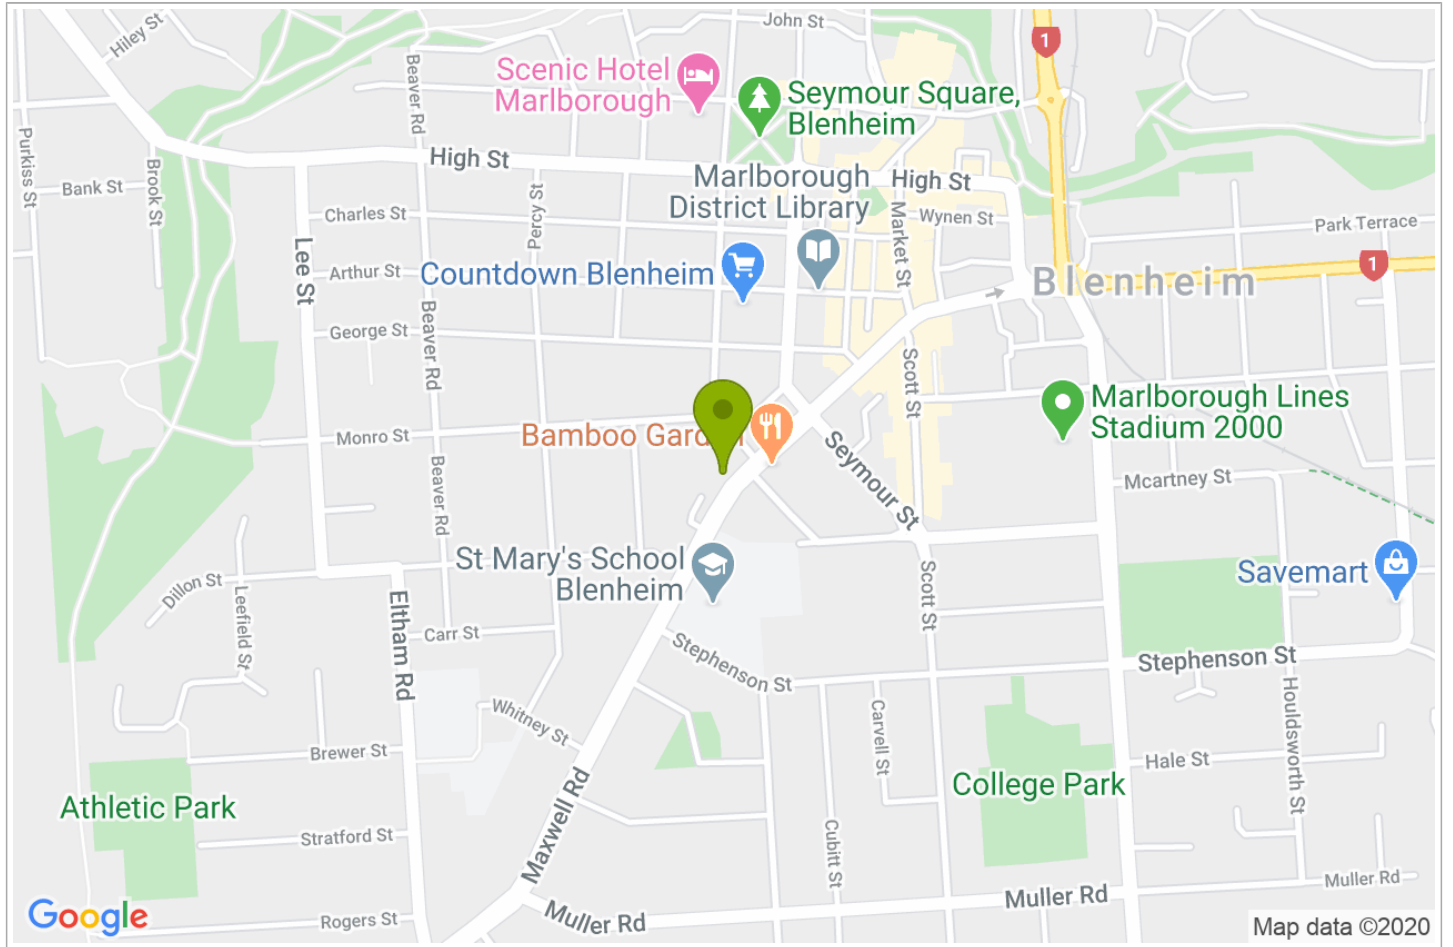 John St
Hiley St
1
Beaver Rd
Scenic Hotel
Marlborough
Seymour Square,
Blenheim
Purkiss St
Brook St
High St
Marlborough
District Library
High St
Bank St
Percy St
Charles St
Market St
Wynen St
Park Terrace
Lee St
Arthur St
Countdown Blenheim
Blenheim
1
George St
Beaver Rd
Scott St
Marlborough Lines
Stadium 2000
Monro St
Bamboo Garden
Seymour St
Beaver Rd
Mcartney St
St Mary's School
Blenheim
Savemart
Dillon St
Leefield St
Eltham Rd
Carr St
Scott St
Stephenson St
Stephenson St
Houldsworth St
Whitney St
Carvell St
Brewer St
Hale St
College Park
Athletic Park
Maxwell Rd
Stratford St
Cubitt St
Muller Rd
Muller Rd
Muller Rd
Rogers St
Google
Map data ©2020